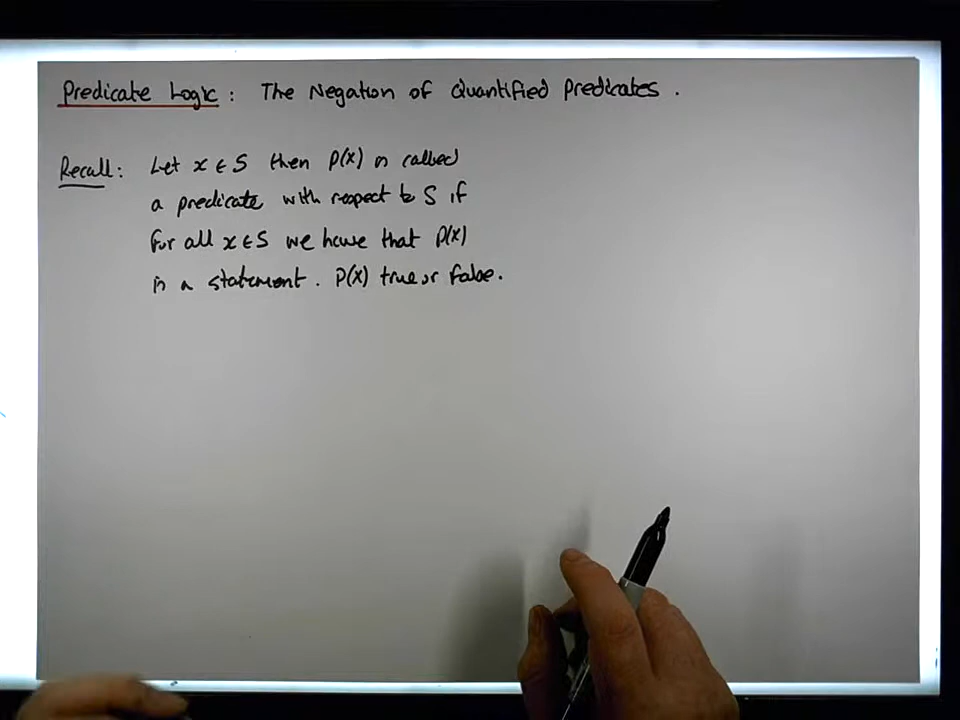 Predicate Logic : The Negation of Quantified Predicates .
Recall : Let x ∈ S then P(x) is called
a predicate with respect to S if
for all x ∈ S we have that P(x)
is a statement . P(x) true or false .